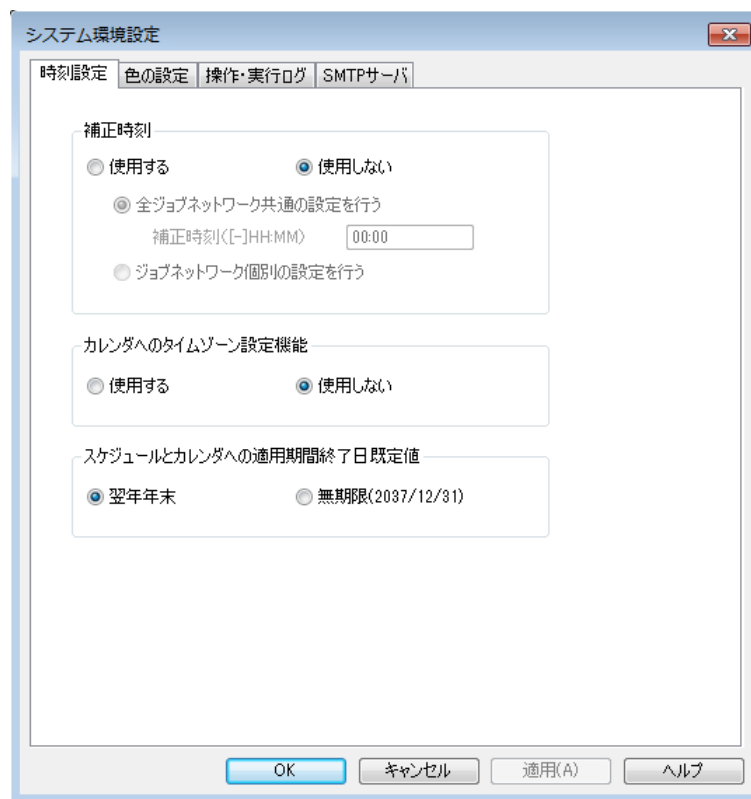 システム環境設定
時刻設定 色の設定 操作・実行ログ SMTPサーバ
補正時刻
使用する 使用しない
全ジョブネットワーク共通の設定を行う
補正時刻([-]HH:MM) 00:00
ジョブネットワーク個別の設定を行う
カレンダへのタイムゾーン設定機能
使用する 使用しない
スケジュールとカレンダへの適用期間終了日既定値
翌年年末 無期限(2037/12/31)
OK キャンセル 適用(A) ヘルプ